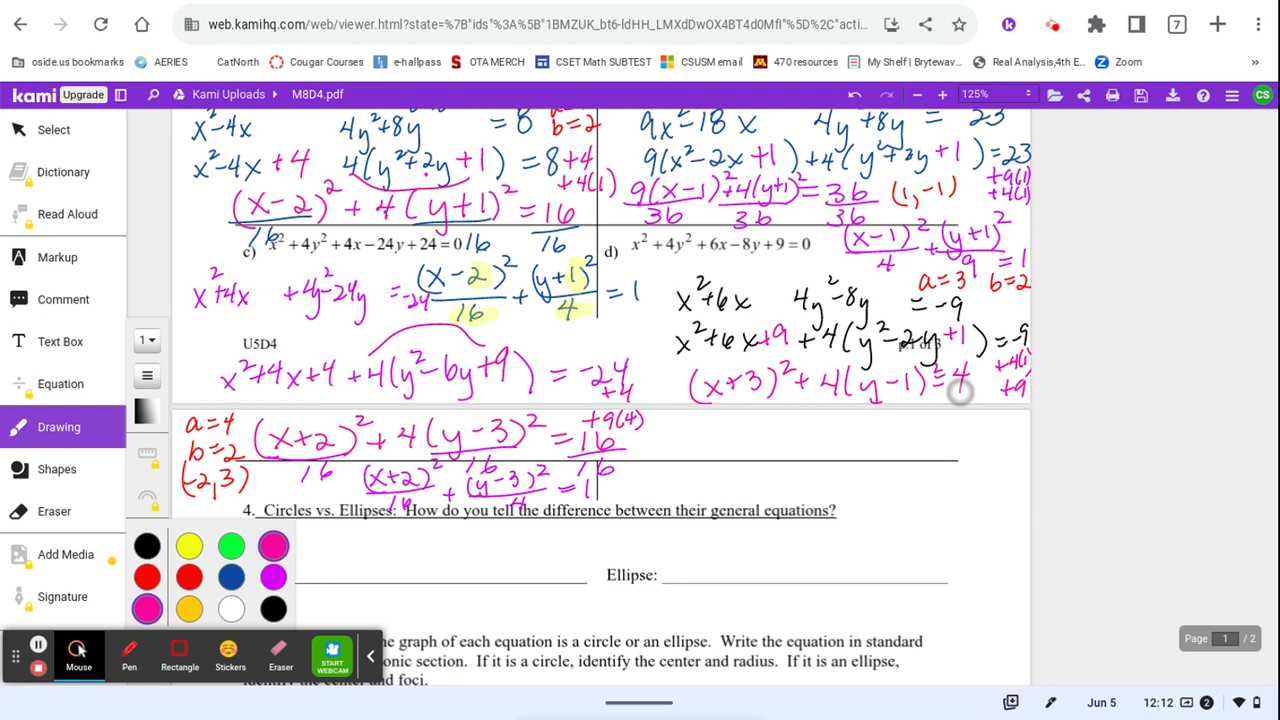 web.kamihq.com/web/viewer.html?state=%7B"ids"%3A%5B"1BMZUK_bt6-ldHH_LMXdDwOX4BT4d0MfI"%5D%2C"acti...
7
oside.us bookmarks AERIES CatNorth Cougar Courses e-hallpass OTA MERCH CSET Math SUBTEST CSUSM email 470 resources My Shelf | Brytewav... Real Analysis,4th E... Zoom »
kami Upgrade Kami Uploads M8D4.pdf 125% CS
Select
Dictionary
Read Aloud
Markup
Comment
Text Box
Equation
Drawing
Shapes
Eraser
Add Media
Signature
1
x²-4x 4y²+8y = 8
b=2
x²-4x +4 4(y²+2y +1) = 8+4
+4(1)
(x-2)² + 4(y+1)² = 16
16 16 16
9x²-18x 4y²+8y = 23
9(x²-2x +1) +4(y²+2y +1) =23
+9(1)
+4(1)
9(x-1)²+4(y+1)² = 36 (1,-1)
36 36 36
(x-1)² + (y+1)² = 1
4 9
a=3 b=2
c) x² + 4y² + 4x − 24y + 24 = 0
x²+4x +4y²-24y = -24
(x-2)² + (y+1)² = 1
16 4
x²+4x+4 +4(y²-6y+9) = -24
+4
+9(4)
d) x² + 4y² + 6x − 8y + 9 = 0
x²+6x 4y²-8y = -9
x²+6x+9 +4(y²-2y+1) = -9
+4(1
+9
(x+3)²+4(y-1)²=4
U5D4
a=4
b=2
(-2,3)
(x+2)²+4(y-3)² = 16
16 16 16
(x+2)² + (y-3)² = 1
16 4
4. Circles vs. Ellipses: How do you tell the difference between their general equations?
Ellipse:
he graph of each equation is a circle or an ellipse. Write the equation in standard
onic section. If it is a circle, identify the center and radius. If it is an ellipse,
identify the center and foci.
Page 1 / 2
Mouse Pen Rectangle Stickers Eraser START WEBCAM
Jun 5 12:12 2